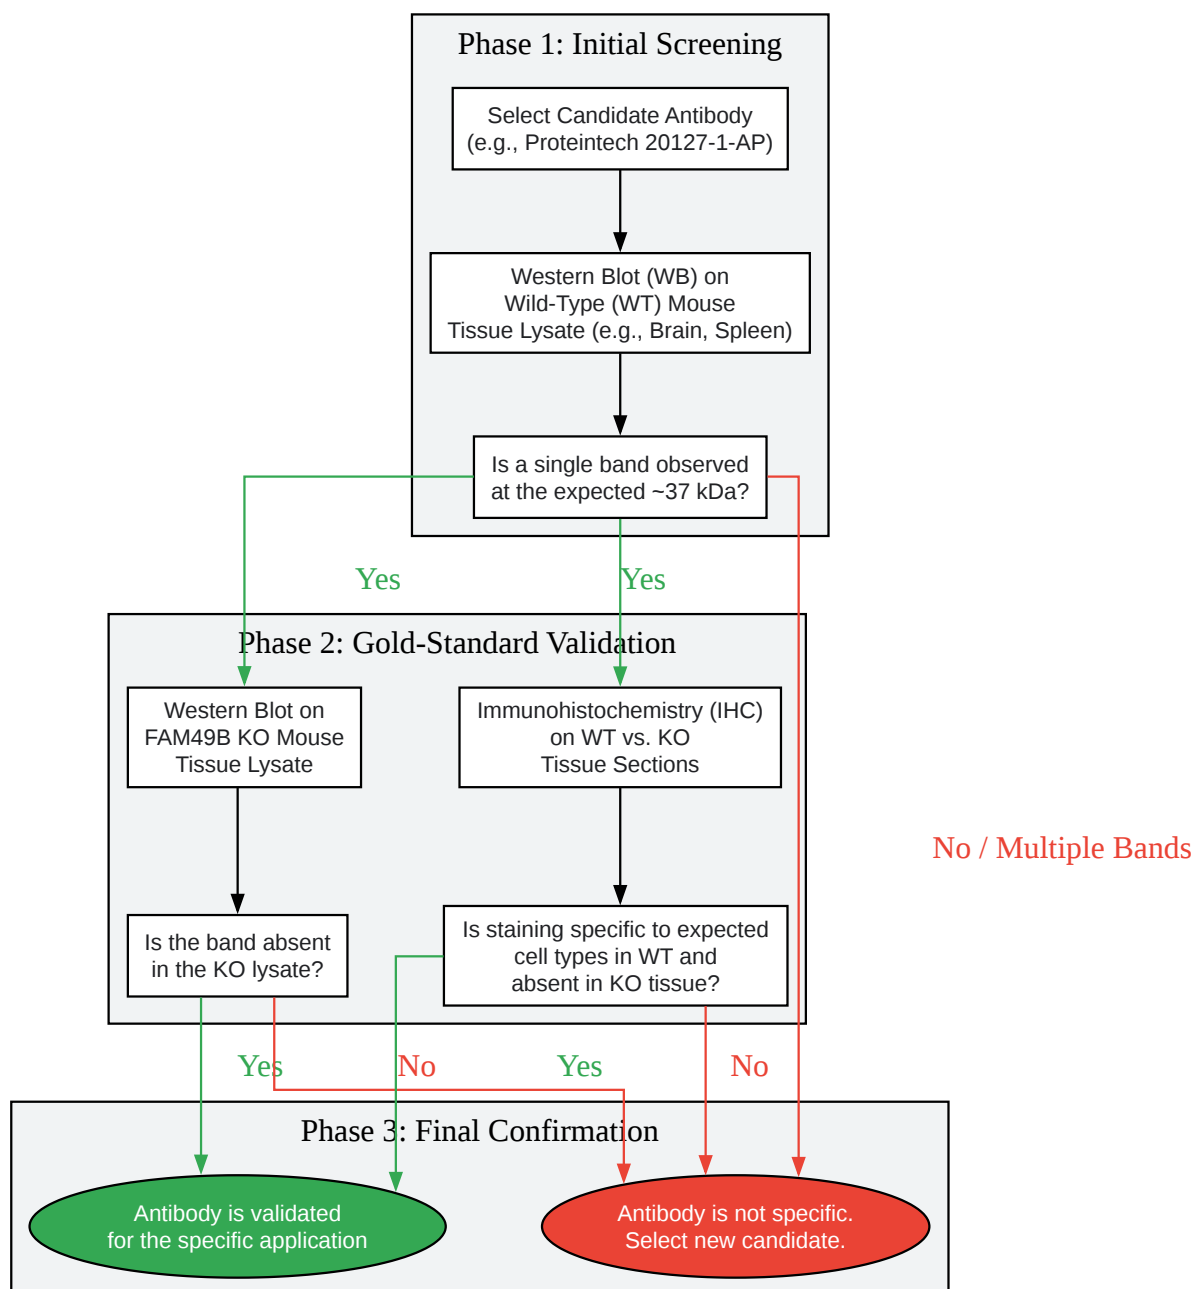 Phase 1: Initial Screening
Select Candidate Antibody
(e.g., Proteintech 20127-1-AP)
Western Blot (WB) on
Wild-Type (WT) Mouse
Tissue Lysate (e.g., Brain, Spleen)
Is a single band observed
at the expected ~37 kDa?
Yes
Yes
Phase 2: Gold-Standard Validation
Western Blot on
FAM49B KO Mouse
Tissue Lysate
Immunohistochemistry (IHC)
on WT vs. KO
Tissue Sections
No / Multiple Bands
Is the band absent
in the KO lysate?
Is staining specific to expected
cell types in WT and
absent in KO tissue?
Yes
No
Yes
No
Phase 3: Final Confirmation
Antibody is validated
for the specific application
Antibody is not specific.
Select new candidate.